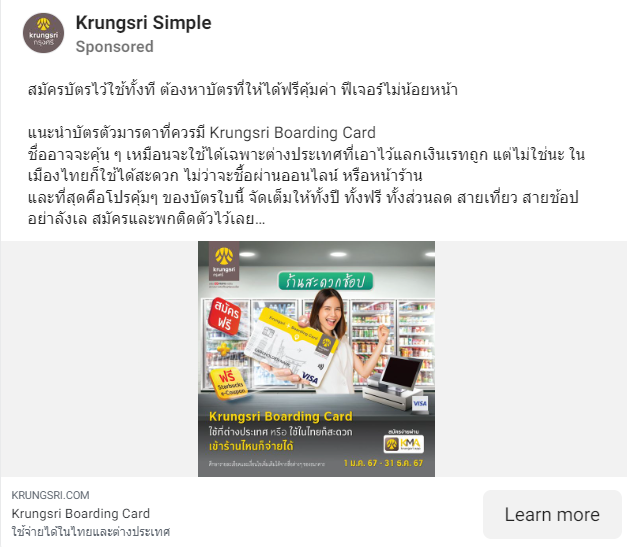 Krungsri Simple
Sponsored
สมัครบัตรไว้ใช้ทั้งที ต้องหาบัตรที่ให้ได้ฟรีคุ้มค่า ฟีเจอร์ไม่น้อยหน้า
แนะนำบัตรตัวมารดาที่ควรมี Krungsri Boarding Card
ชื่ออาจจะคุ้น ๆ เหมือนจะใช้ได้เฉพาะต่างประเทศที่เอาไว้แลกเงินเรทถูก แต่ไม่ใช่นะ ใน
เมืองไทยก็ใช้ได้สะดวก ไม่ว่าจะซื้อผ่านออนไลน์ หรือหน้าร้าน
และที่สุดคือโปรคุ้มๆ ของบัตรใบนี้ จัดเต็มให้ทั้งปี ทั้งฟรี ทั้งส่วนลด สายเที่ยว สายช้อป
อย่าลังเล สมัครและพกติดตัวไว้เลย...
krungsri
กรุงศรี
ร้านสะดวกช้อป
สมัคร
ฟรี
krungsri Boarding Card
VISA
ฟรี
Starbucks
e-Coupon
VISA
Krungsri Boarding Card
ใช้ที่ต่างประเทศ หรือ ใช้ในไทยก็สะดวก
เข้าร้านไหนก็จ่ายได้
สมัครง่ายผ่าน
KMA
1 ม.ค. 67 - 31 ธ.ค. 67
KRUNGSRI.COM
Krungsri Boarding Card
ใช้จ่ายได้ในไทยและต่างประเทศ
Learn more